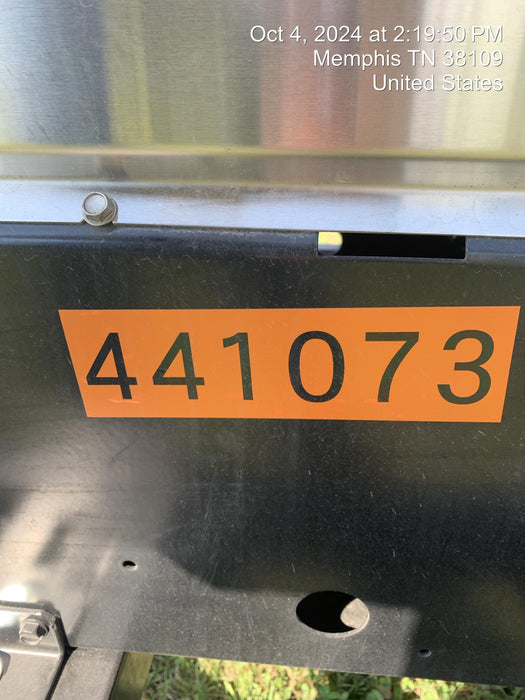 Oct 4, 2024 at 2:19:50 PM
Memphis TN 38109
United States
441073